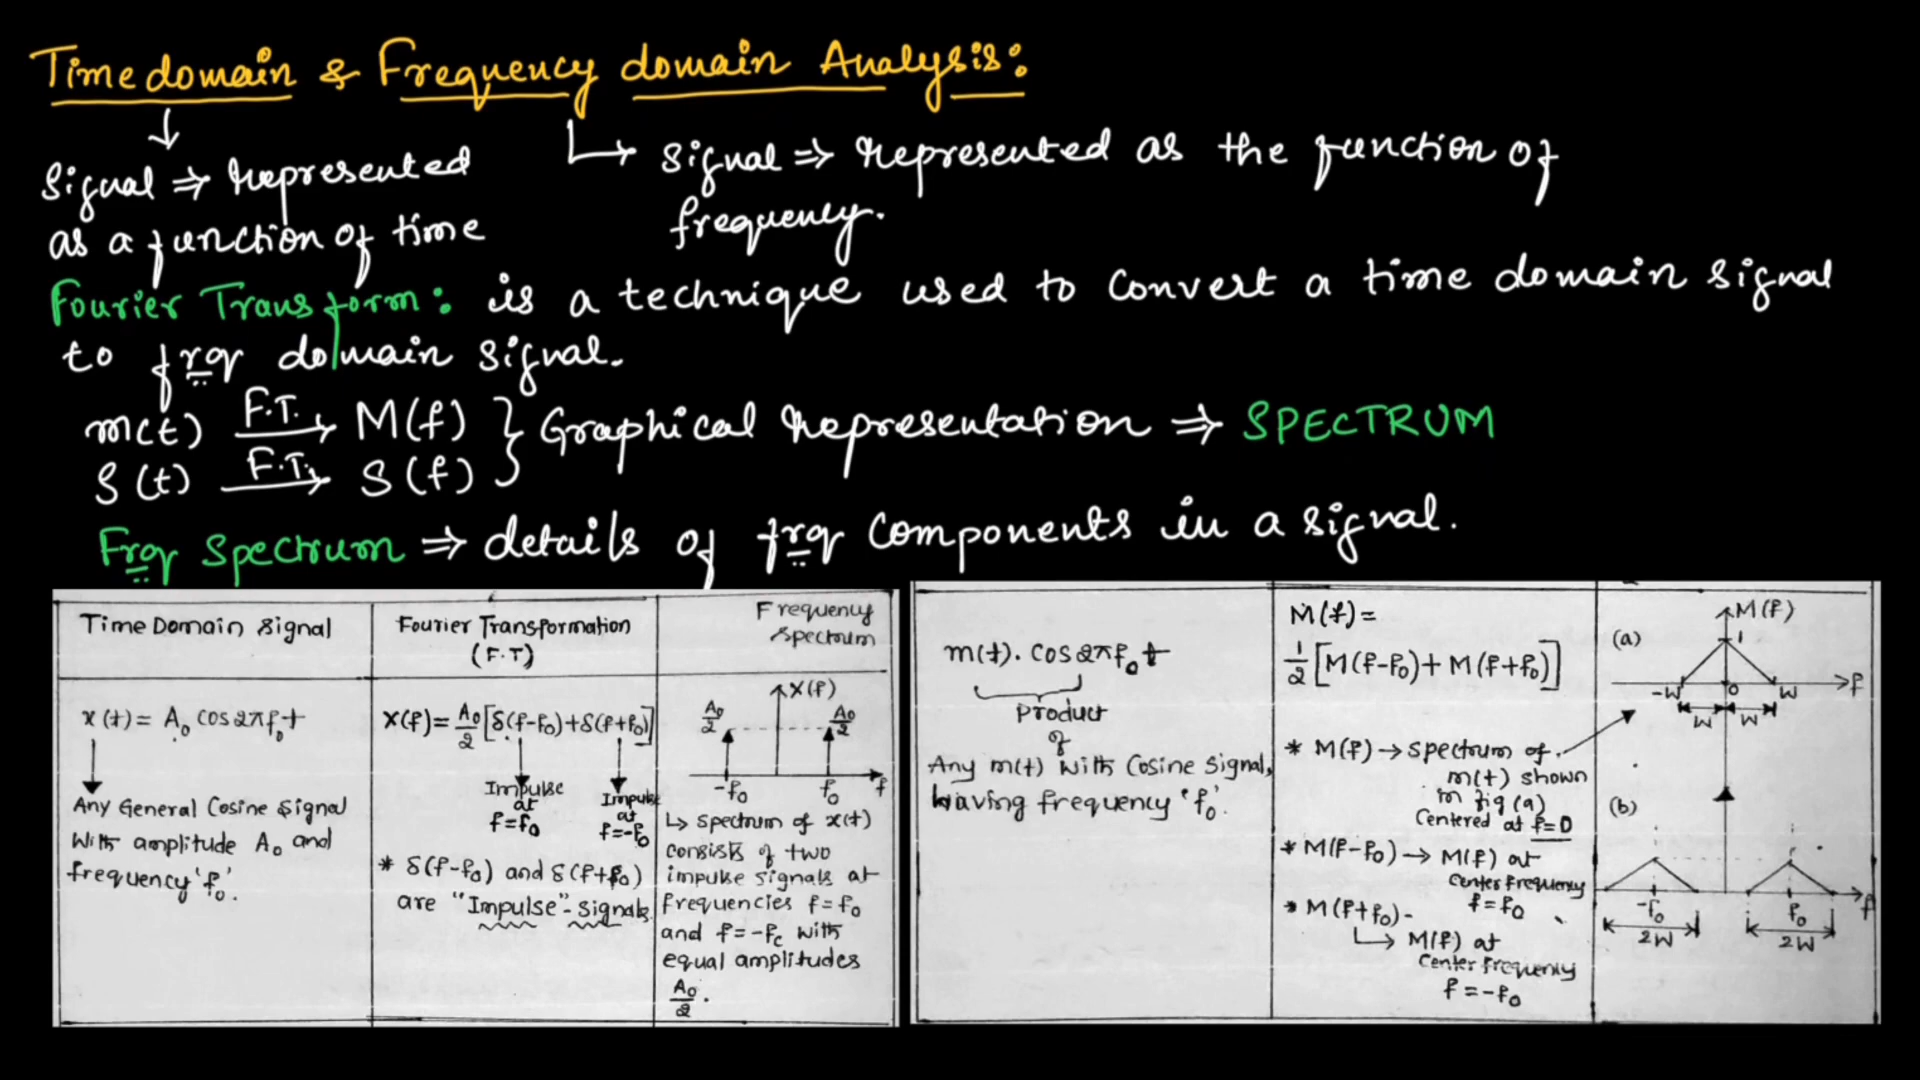 Time domain & Frequency domain Analysis:
Signal ⇒ Represented
as a function of time
Signal ⇒ Represented as the function of
frequency.
Fourier Transform: is a technique used to convert a time domain signal
to frq domain signal.
m(t) F.T.→ M(f)
S(t) F.T.→ S(f)
} Graphical Representation ⇒ SPECTRUM
Frq Spectrum ⇒ details of frq components in a signal.
Time Domain Signal
Fourier Transformation
(F.T)
Frequency
Spectrum
x(t) = A₀ cos2πf₀t
Any General Cosine Signal
With amplitude A₀ and
frequency 'f₀'.
X(f) = A₀/2 [δ(f-f₀)+δ(f+f₀)]
Impulse
at
f=f₀
Impulse
at
f=-f₀
* δ(f-f₀) and δ(f+f₀)
are "Impulse" Signals
X(f)
A₀/2
A₀/2
-f₀ f₀ f
↳ Spectrum of x(t)
consists of two
impulse signals at
frequencies f=f₀
and f=-fc with
equal amplitudes
A₀/2.
m(t). cos2πf₀t
Product
of
Any m(t) with Cosine Signal,
having frequency 'f₀'.
M(f)=
1/2 [M(f-f₀)+M(f+f₀)]
* M(f) → spectrum of
m(t) shown
in fig (a)
Centered at f=0
* M(f-f₀) → M(f) at
Center frequency
f=f₀
* M(f+f₀)-
↳ M(f) at
Center frequency
f=-f₀
(a)
M(f)
1
-W 0 W f
W W
(b)
-f₀ f₀ f
2W 2W